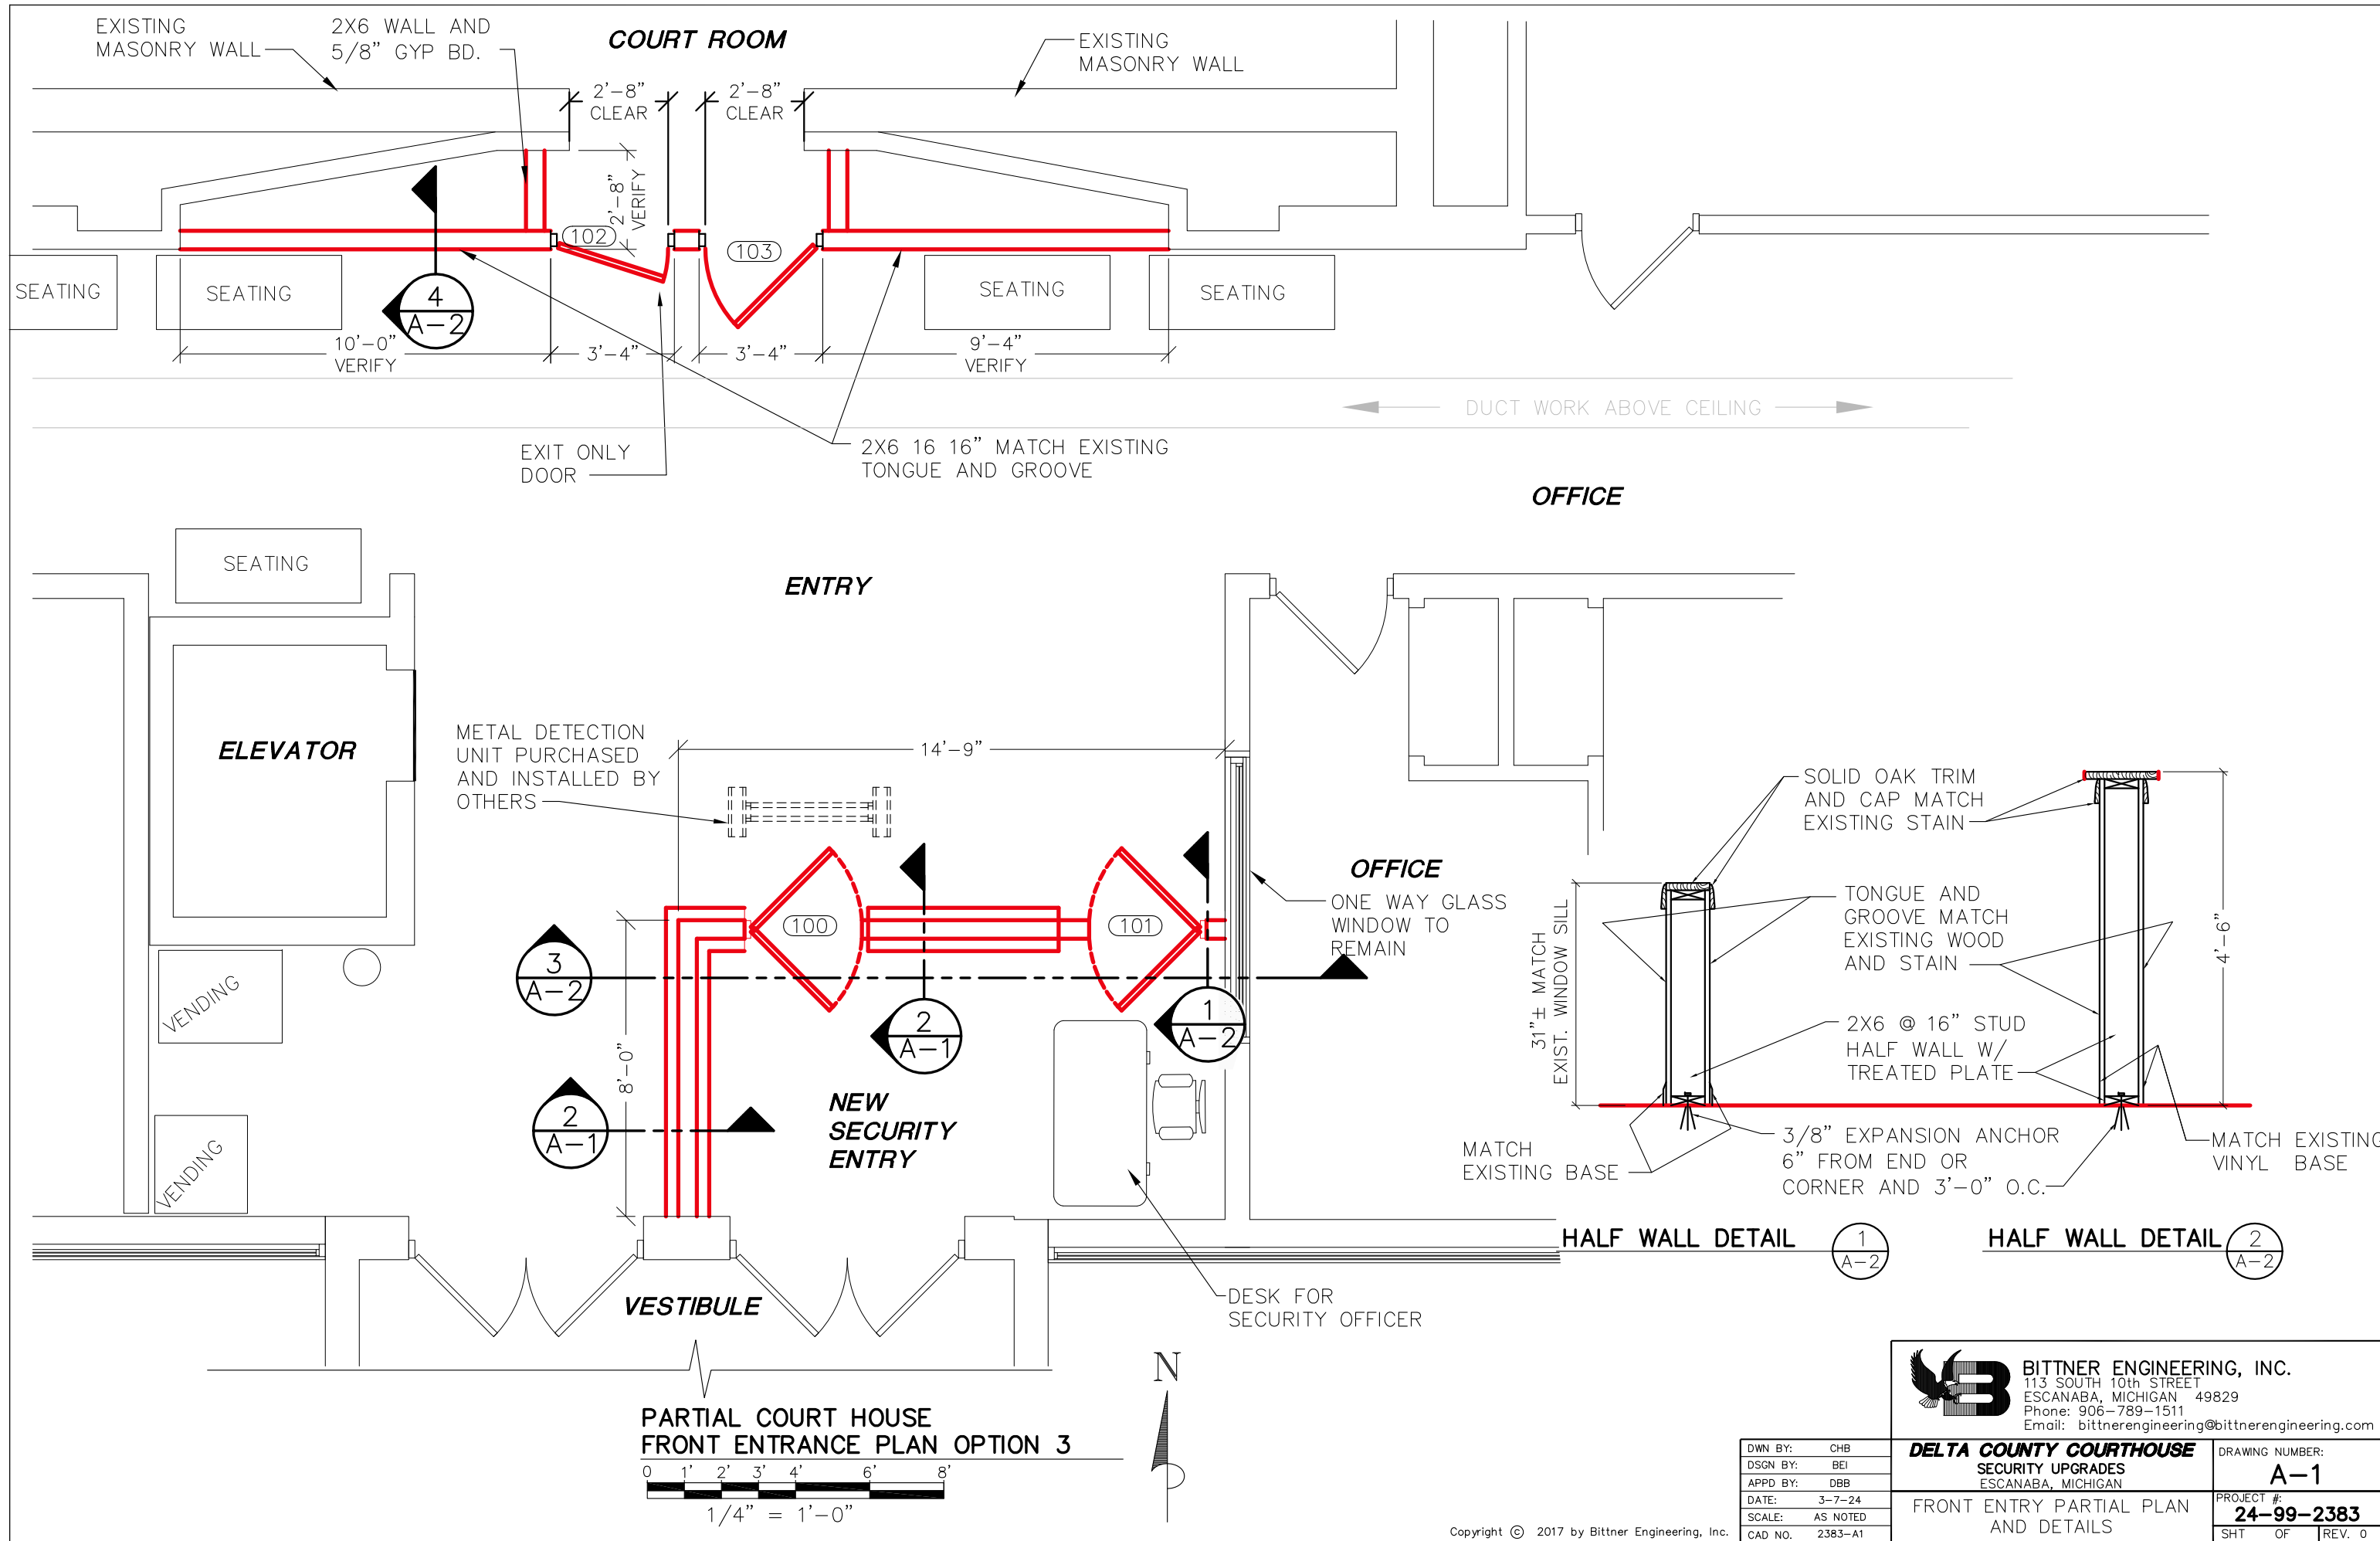 EXISTING
MASONRY WALL
2X6 WALL AND
5/8" GYP BD.
COURT ROOM
EXISTING
MASONRY WALL
2'-8"
CLEAR
2'-8"
CLEAR
2'-8"
VERIFY
102
103
SEATING
SEATING
4
A-2
SEATING
SEATING
10'-0"
VERIFY
3'-4"
3'-4"
9'-4"
VERIFY
DUCT WORK ABOVE CEILING
EXIT ONLY
DOOR
2X6 16 16" MATCH EXISTING
TONGUE AND GROOVE
OFFICE
SEATING
ENTRY
ELEVATOR
METAL DETECTION
UNIT PURCHASED
AND INSTALLED BY
OTHERS
14'-9"
100
101
OFFICE
ONE WAY GLASS
WINDOW TO
REMAIN
3
A-2
2
A-1
1
A-2
VENDING
VENDING
8'-0"
2
A-1
NEW
SECURITY
ENTRY
VESTIBULE
DESK FOR
SECURITY OFFICER
SOLID OAK TRIM
AND CAP MATCH
EXISTING STAIN
TONGUE AND
GROOVE MATCH
EXISTING WOOD
AND STAIN
2X6 @ 16" STUD
HALF WALL W/
TREATED PLATE
31"± MATCH
EXIST. WINDOW SILL
4'-6"
MATCH
EXISTING BASE
3/8" EXPANSION ANCHOR
6" FROM END OR
CORNER AND 3'-0" O.C.
MATCH EXISTING
VINYL BASE
HALF WALL DETAIL
1
A-2
HALF WALL DETAIL
2
A-2
PARTIAL COURT HOUSE
FRONT ENTRANCE PLAN OPTION 3
0 1' 2' 3' 4' 6' 8'
1/4" = 1'-0"
N
BITTNER ENGINEERING, INC.
113 SOUTH 10th STREET
ESCANABA, MICHIGAN 49829
Phone: 906-789-1511
Email: bittnerengineering@bittnerengineering.com
DWN BY: CHB
DSGN BY: BEI
APPD BY: DBB
DATE: 3-7-24
SCALE: AS NOTED
CAD NO. 2383-A1
DELTA COUNTY COURTHOUSE
SECURITY UPGRADES
ESCANABA, MICHIGAN
FRONT ENTRY PARTIAL PLAN
AND DETAILS
DRAWING NUMBER:
A-1
PROJECT #:
24-99-2383
SHT OF REV. 0
Copyright © 2017 by Bittner Engineering, Inc.